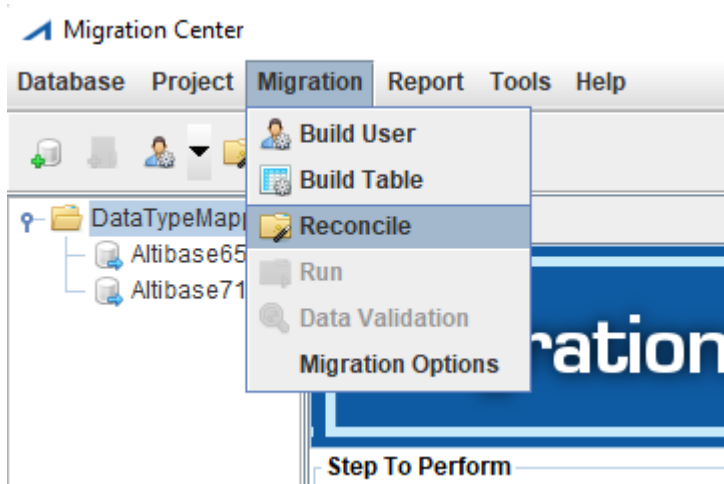 Migration Center
Database Project Migration Report Tools Help
Build User
Build Table
DataTypeMap
Reconcile
Altibase65
Run
Altibase71
Data Validation
ration
Migration Options
Step To Perform